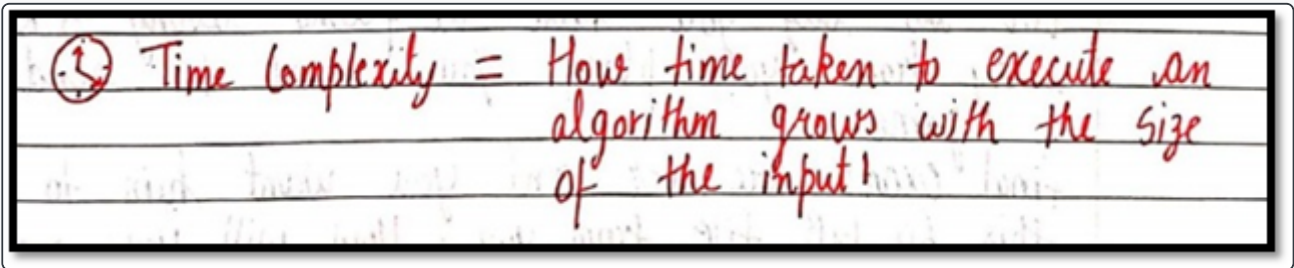 Time Complexity = How time taken to execute an
algorithm grows with the size
of the input!